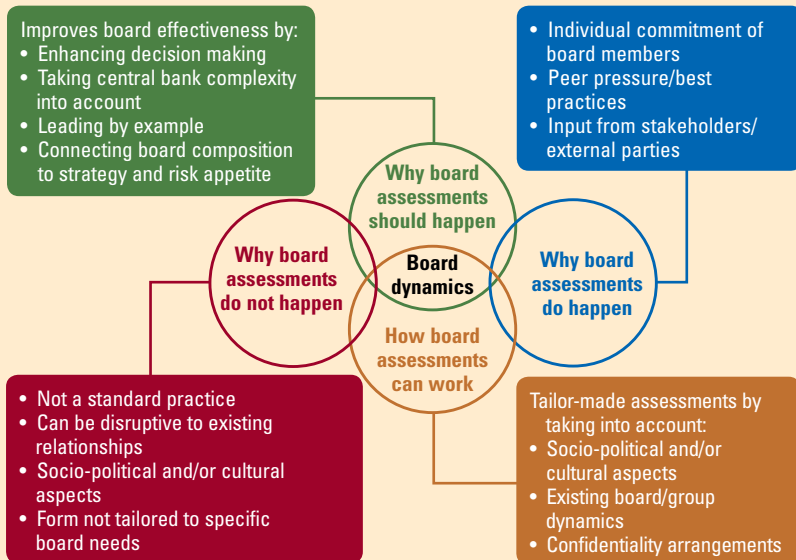 Improves board effectiveness by:
• Enhancing decision making
• Taking central bank complexity
into account
• Leading by example
• Connecting board composition
to strategy and risk appetite
• Individual commitment of
board members
• Peer pressure/best
practices
• Input from stakeholders/
external parties
Why board
assessments
should happen
Why board
assessments
do not happen
Board
dynamics
Why board
assessments
do happen
How board
assessments
can work
• Not a standard practice
• Can be disruptive to existing
relationships
• Socio-political and/or cultural
aspects
• Form not tailored to specific
board needs
Tailor-made assessments by
taking into account:
• Socio-political and/or
cultural aspects
• Existing board/group
dynamics
• Confidentiality arrangements